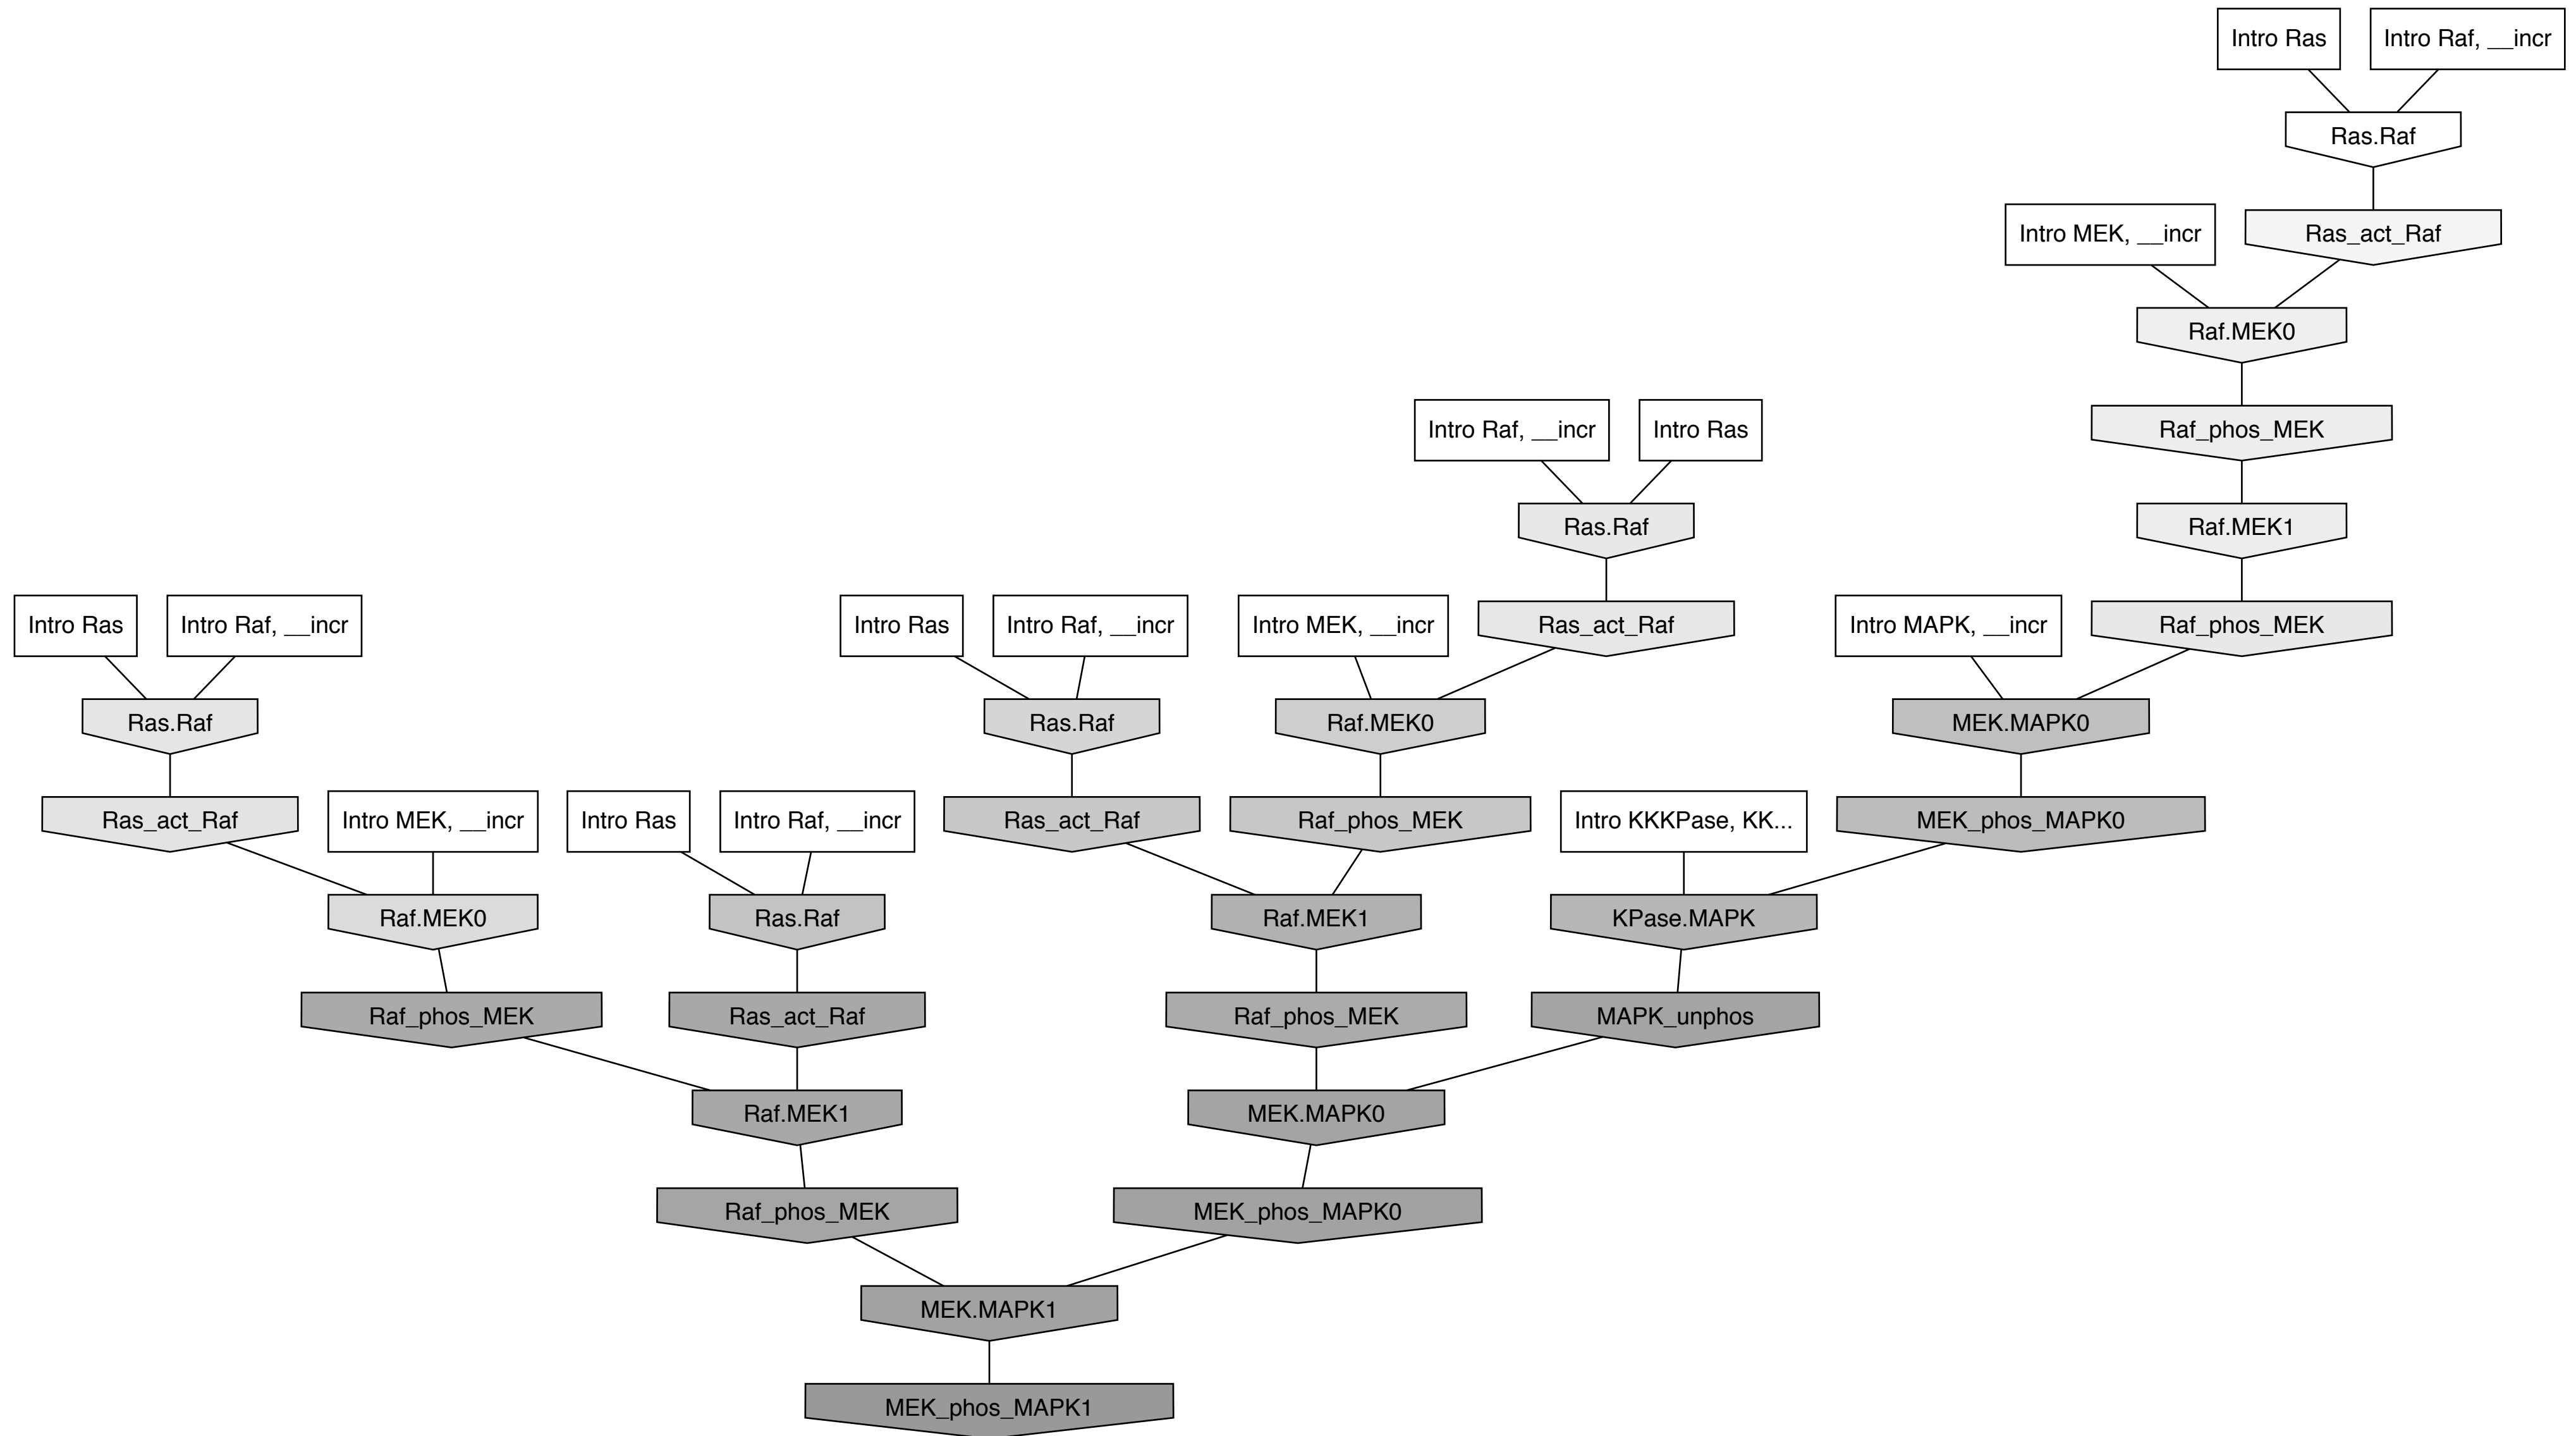 Intro Ras
Intro Raf, __incr
Ras.Raf
Intro MEK, __incr
Ras_act_Raf
Raf.MEK0
Intro Raf, __incr
Intro Ras
Raf_phos_MEK
Ras.Raf
Raf.MEK1
Intro Ras
Intro Raf, __incr
Intro Ras
Intro Raf, __incr
Intro MEK, __incr
Ras_act_Raf
Intro MAPK, __incr
Raf_phos_MEK
Ras.Raf
Ras.Raf
Raf.MEK0
MEK.MAPK0
Ras_act_Raf
Intro MEK, __incr
Intro Ras
Intro Raf, __incr
Ras_act_Raf
Raf_phos_MEK
Intro KKKPase, KK...
MEK_phos_MAPK0
Raf.MEK0
Ras.Raf
Raf.MEK1
KPase.MAPK
Raf_phos_MEK
Ras_act_Raf
Raf_phos_MEK
MAPK_unphos
Raf.MEK1
MEK.MAPK0
Raf_phos_MEK
MEK_phos_MAPK0
MEK.MAPK1
MEK_phos_MAPK1